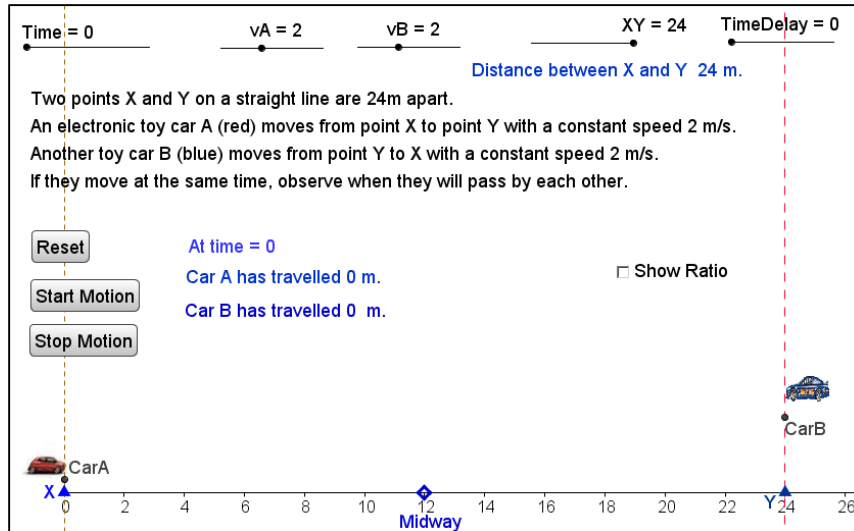 Time = 0
vA = 2
vB = 2
XY = 24
TimeDelay = 0
Distance between X and Y  24 m.
Two points X and Y on a straight line are 24m apart.
An electronic toy car A (red) moves from point X to point Y with a constant speed 2 m/s.
Another toy car B (blue) moves from point Y to X with a constant speed 2 m/s.
If they move at the same time, observe when they will pass by each other.
Reset
At time = 0
Car A has travelled 0 m.
Show Ratio
Start Motion
Car B has travelled 0  m.
Stop Motion
CarB
CarA
X
Y
0 2 4 6 8 10 12 14 16 18 20 22 24 26
Midway